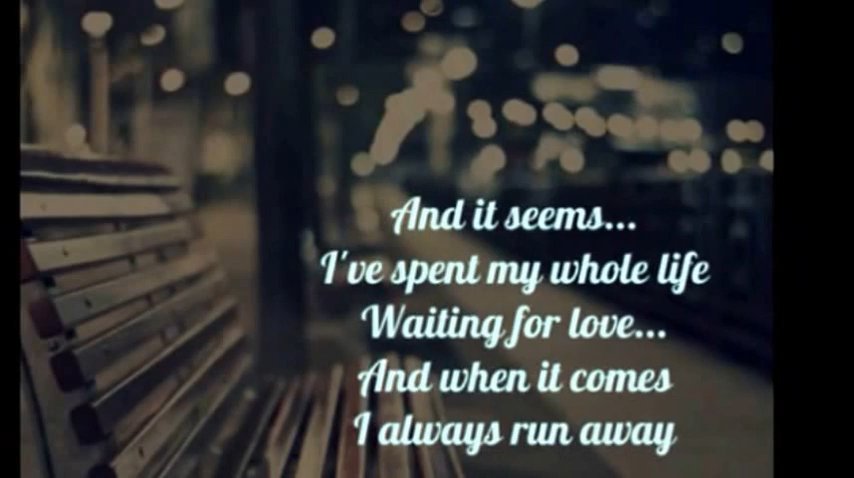 And it seems...
I've spent my whole life
Waiting for love...
And when it comes
I always run away